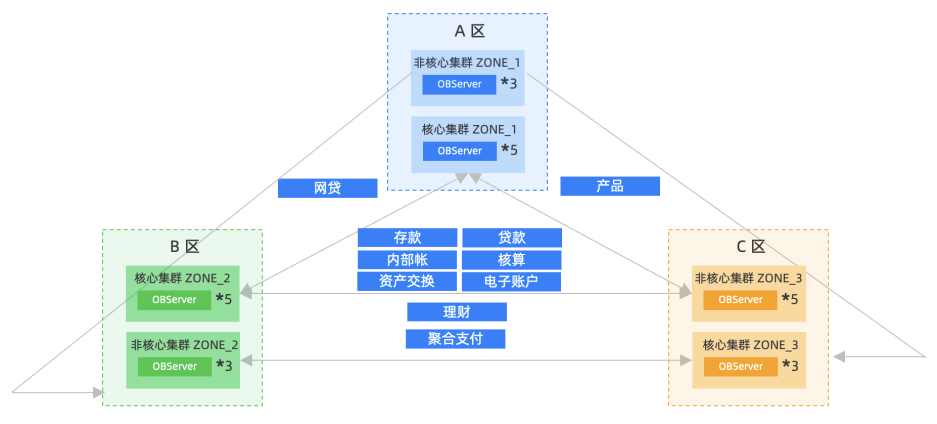 A 区
非核心集群 ZONE_1
OBServer *3
核心集群 ZONE_1
OBServer *5
网贷
产品
B 区
核心集群 ZONE_2
OBServer *5
非核心集群 ZONE_2
OBServer *3
存款 贷款
内部帐 核算
资产交换 电子账户
理财
聚合支付
C 区
非核心集群 ZONE_3
OBServer *5
核心集群 ZONE_3
OBServer *3